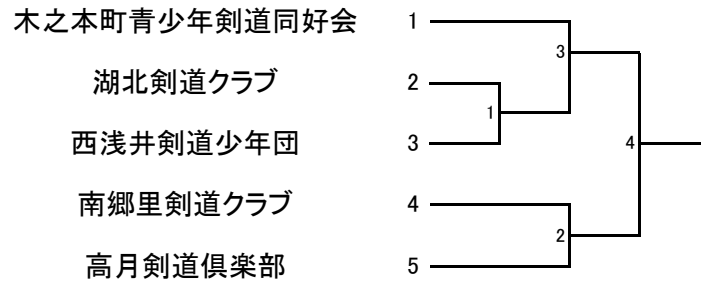 木之本町青少年剣道同好会 1
3
湖北剣道クラブ 2
1
西浅井剣道少年団 3
4
南郷里剣道クラブ 4
2
高月剣道倶楽部 5